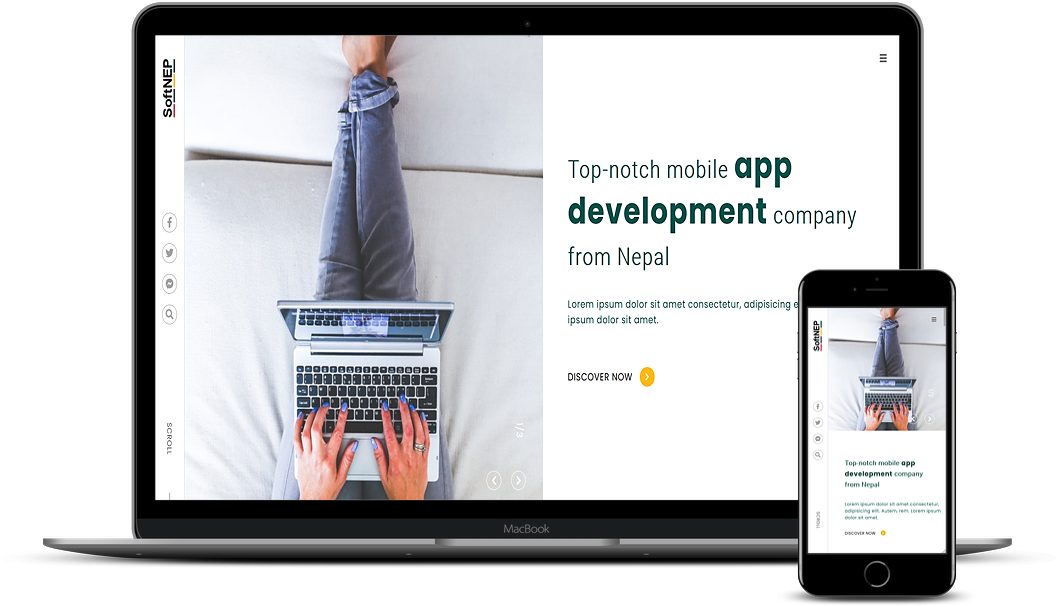 SoftNEP
Top-notch mobile app
development company
from Nepal
Lorem ipsum dolor sit amet consectetur, adipisicing e
ipsum dolor sit amet.
DISCOVER NOW
1/3
SCROLL
MacBook
SoftNEP
Top-notch mobile app
development company
from Nepal
Lorem ipsum dolor sit amet consectetur,
adipisicing elit. Autem, rem. Lorem ipsum
dolor sit amet.
DISCOVER NOW
SCROLL